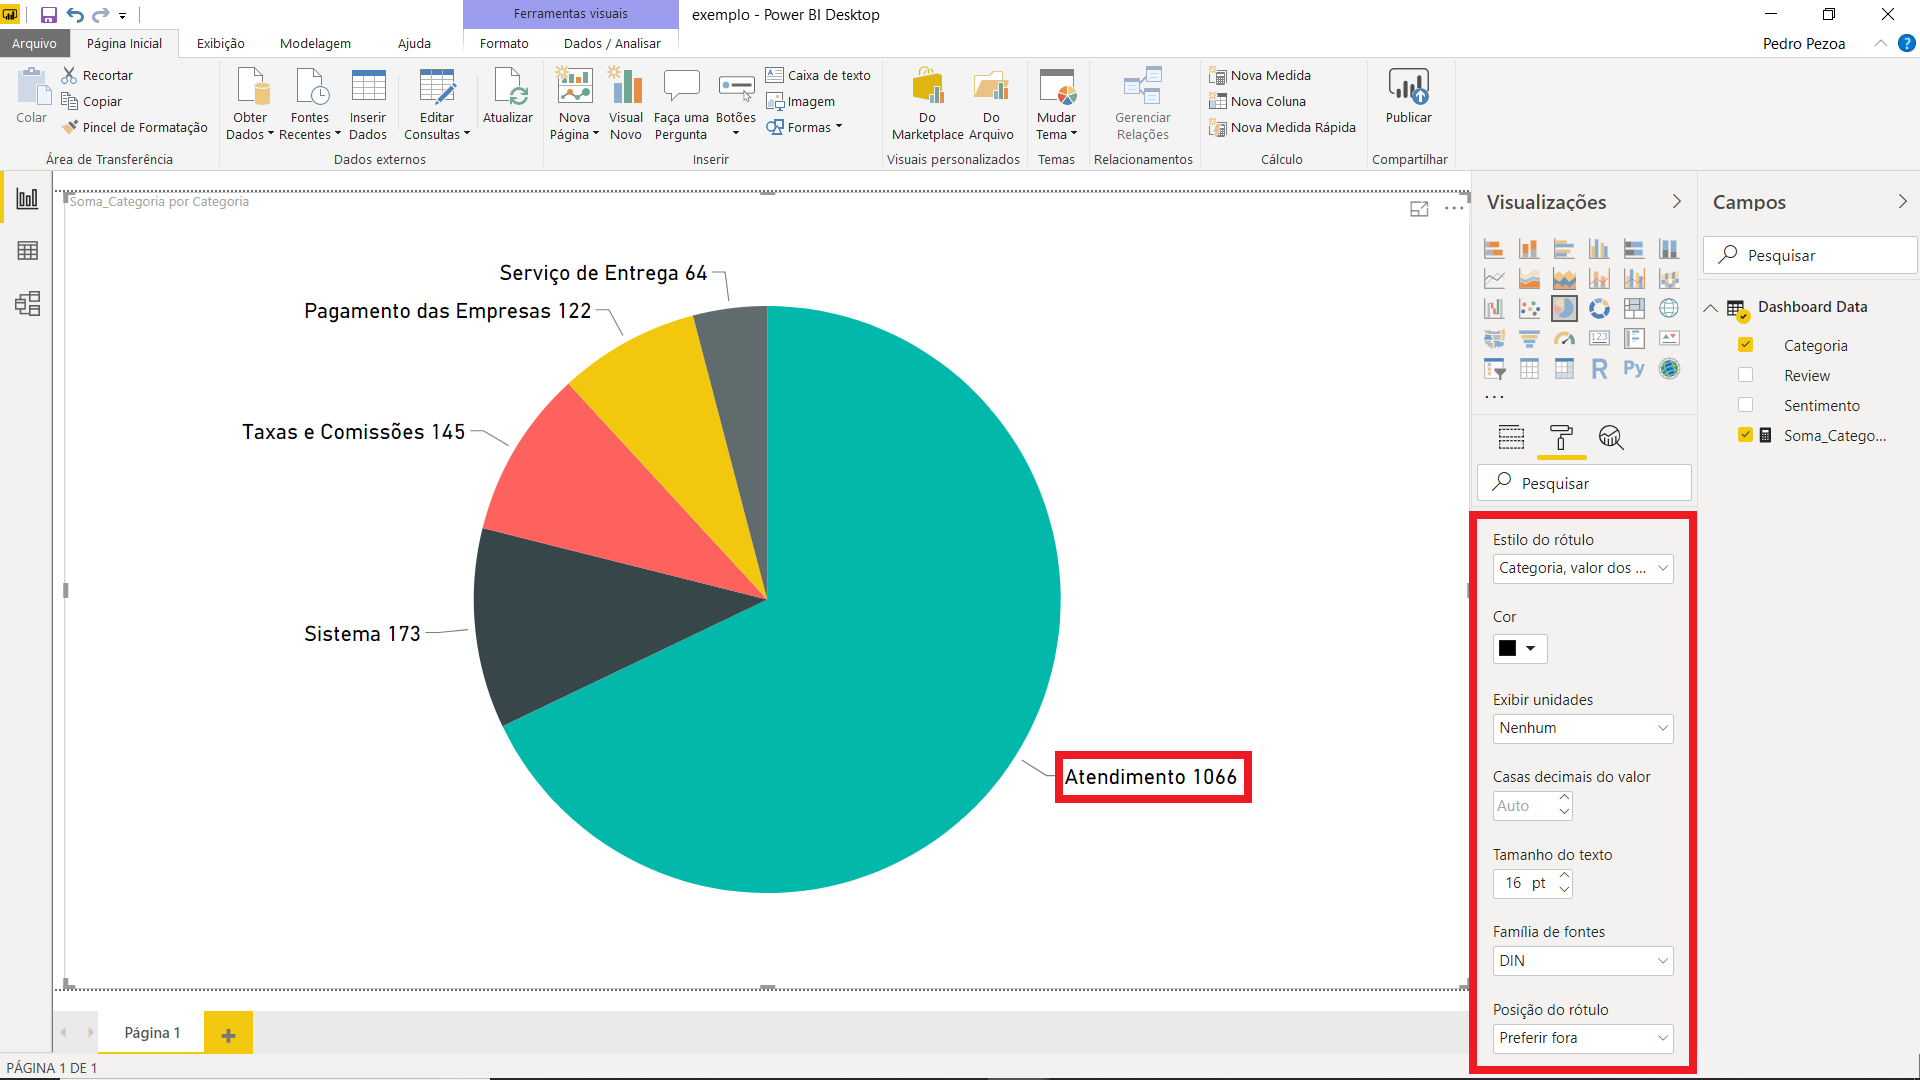 Ferramentas visuais
exemplo - Power BI Desktop
Arquivo
Página Inicial
Exibição
Modelagem
Ajuda
Formato
Dados / Analisar
Pedro Pezoa
?
Colar
Recortar
Copiar
Pincel de Formatação
Área de Transferência
Obter
Dados
Fontes
Recentes
Inserir
Dados
Editar
Consultas
Atualizar
Dados externos
Nova
Página
Visual
Novo
Faça uma
Pergunta
Botões
Caixa de texto
Imagem
Formas
Inserir
Do
Marketplace
Do
Arquivo
Visuais personalizados
Mudar
Tema
Temas
Gerenciar
Relações
Relacionamentos
Nova Medida
Nova Coluna
Nova Medida Rápida
Cálculo
Publicar
Compartilhar
Soma_Categoria por Categoria
Serviço de Entrega 64
Pagamento das Empresas 122
Taxas e Comissões 145
Sistema 173
Atendimento 1066
Visualizações
123
R
Py
...
Pesquisar
Estilo do rótulo
Categoria, valor dos ...
Cor
Exibir unidades
Nenhum
Casas decimais do valor
Auto
Tamanho do texto
16 pt
Família de fontes
DIN
Posição do rótulo
Preferir fora
Campos
Pesquisar
Dashboard Data
Categoria
Review
Sentimento
Soma_Catego...
Página 1
+
PÁGINA 1 DE 1